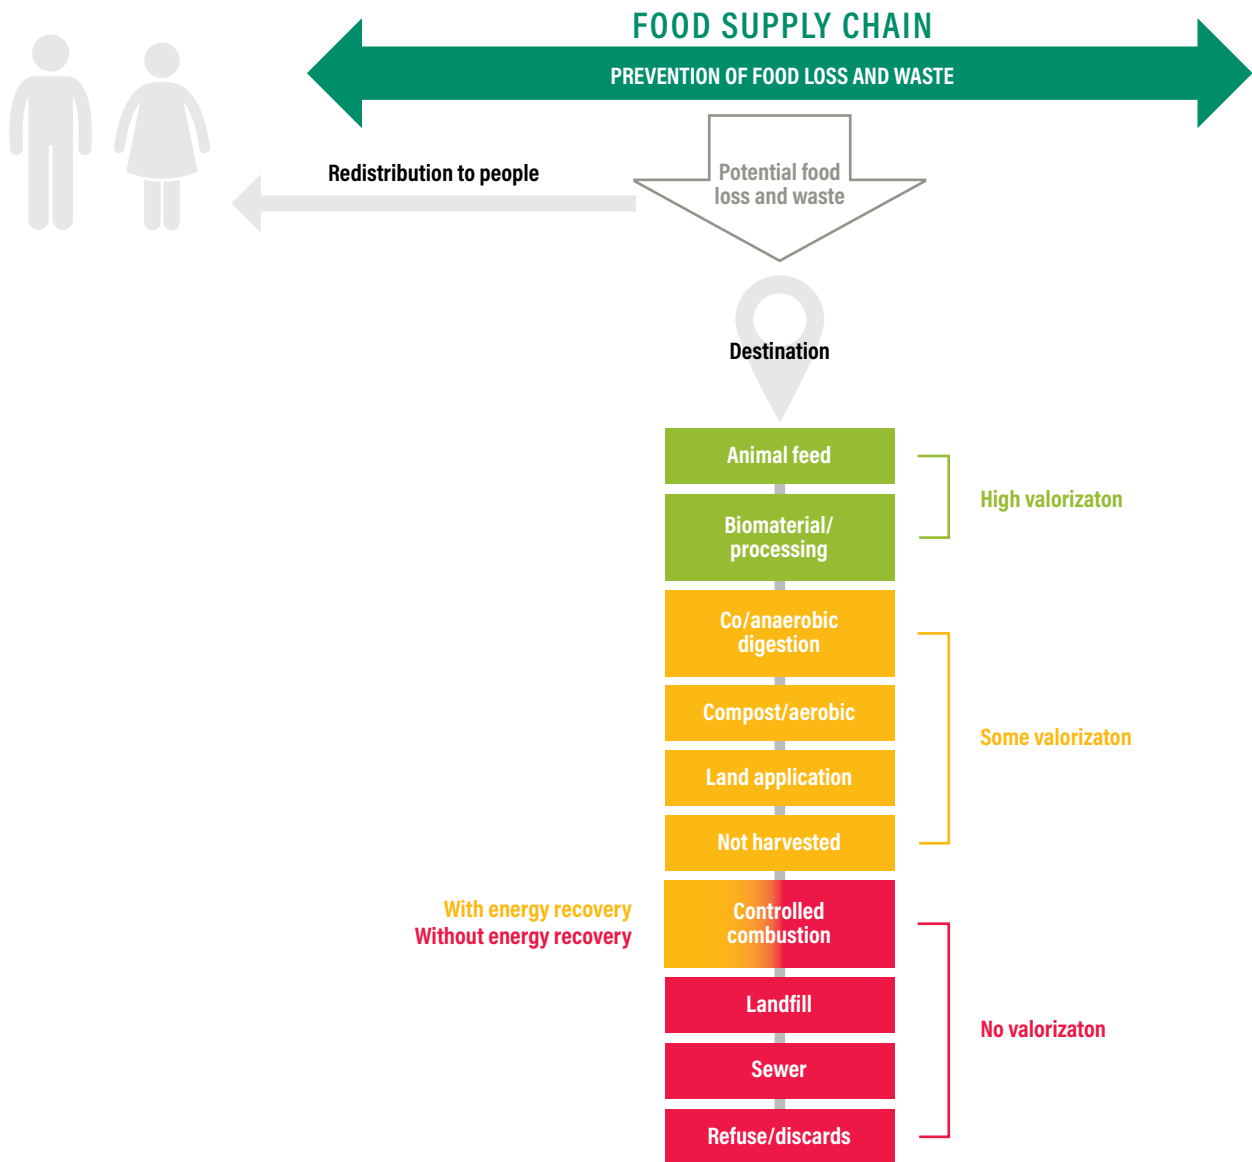 FOOD SUPPLY CHAIN
PREVENTION OF FOOD LOSS AND WASTE
Redistribution to people
Potential food
loss and waste
Destination
Animal feed
Biomaterial/
processing
High valorizaton
Co/anaerobic
digestion
Compost/aerobic
Land application
Not harvested
Some valorizaton
With energy recovery
Without energy recovery
Controlled
combustion
Landfill
Sewer
Refuse/discards
No valorizaton